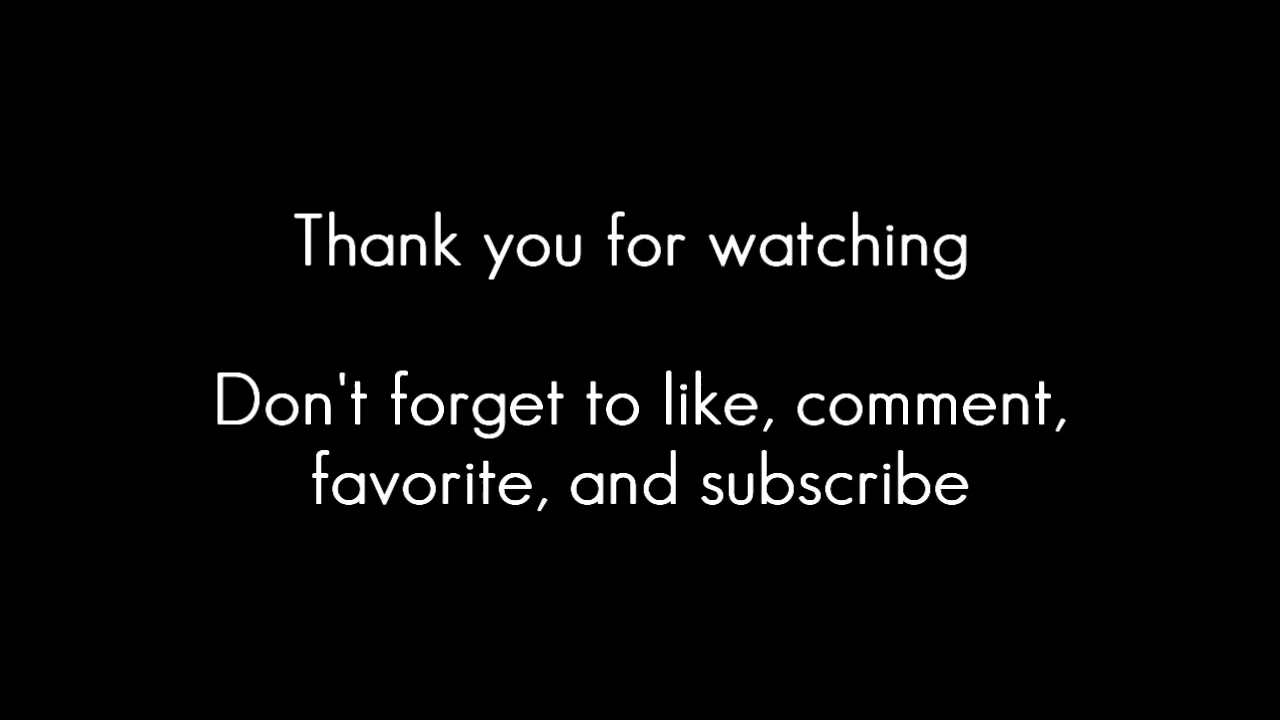 Thank you for watching
Don't forget to like, comment,
favorite, and subscribe